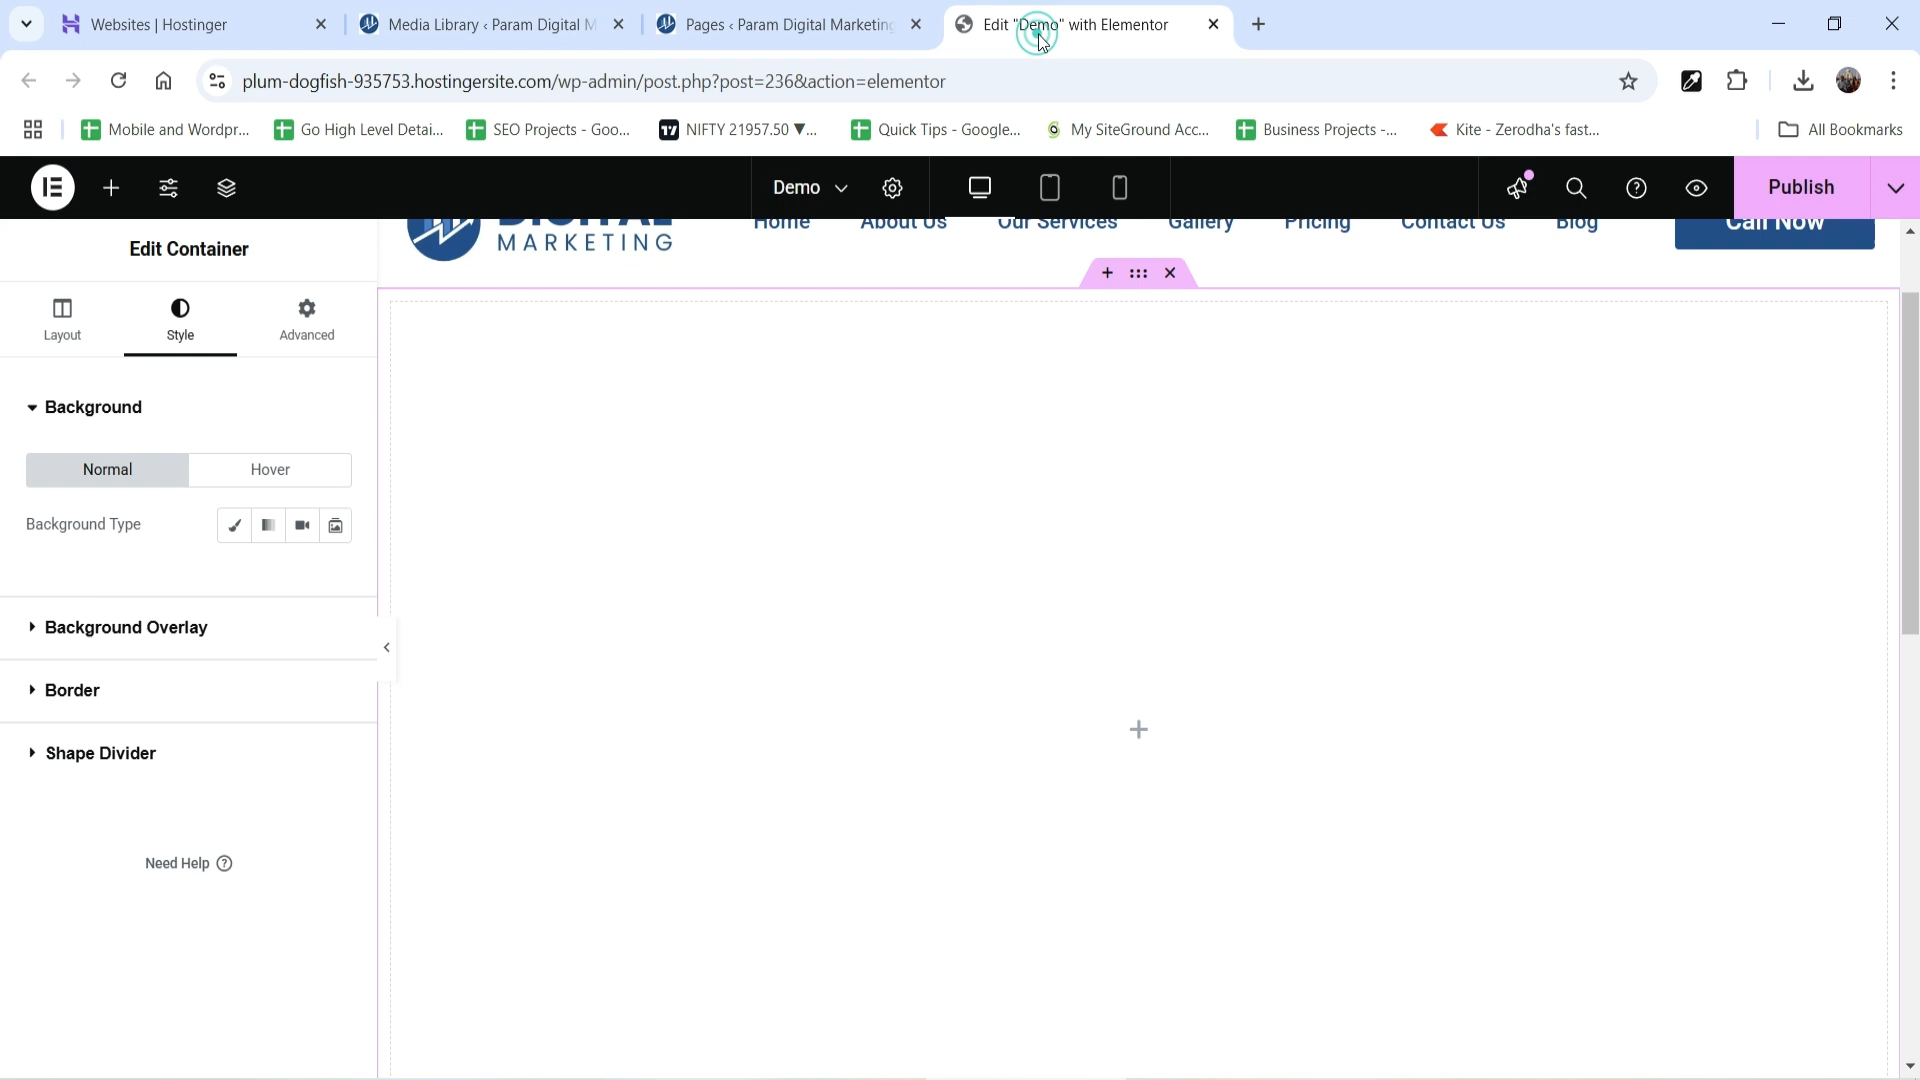 Websites | Hostinger
Media Library ‹ Param Digital M
Pages ‹ Param Digital Marketing
Edit "Demo" with Elementor
plum-dogfish-935753.hostingersite.com/wp-admin/post.php?post=236&action=elementor
Mobile and Wordpr...
Go High Level Detai...
SEO Projects - Goo...
NIFTY 21957.50 ▼...
Quick Tips - Google...
My SiteGround Acc...
Business Projects -...
Kite - Zerodha's fast...
All Bookmarks
Demo
Publish
Edit Container
DIGITAL
MARKETING
Home
About Us
Our Services
Gallery
Pricing
Contact Us
Blog
Call Now
Layout
Style
Advanced
Background
Normal
Hover
Background Type
Background Overlay
Border
Shape Divider
Need Help